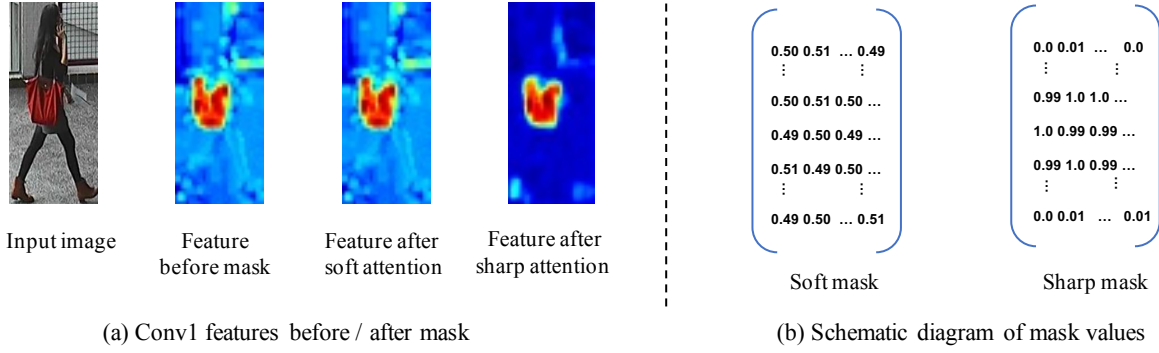 Input image
Feature
before mask
Feature after
soft attention
Feature after
sharp attention
(a) Conv1 features before / after mask
0.50 0.51 ... 0.49
⋮ ⋮
0.50 0.51 0.50 ...
0.49 0.50 0.49 ...
0.51 0.49 0.50 ...
⋮ ⋮
0.49 0.50 ... 0.51
Soft mask
0.0 0.01 ... 0.0
⋮ ⋮
0.99 1.0 1.0 ...
1.0 0.99 0.99 ...
0.99 1.0 0.99 ...
⋮ ⋮
0.0 0.01 ... 0.01
Sharp mask
(b) Schematic diagram of mask values